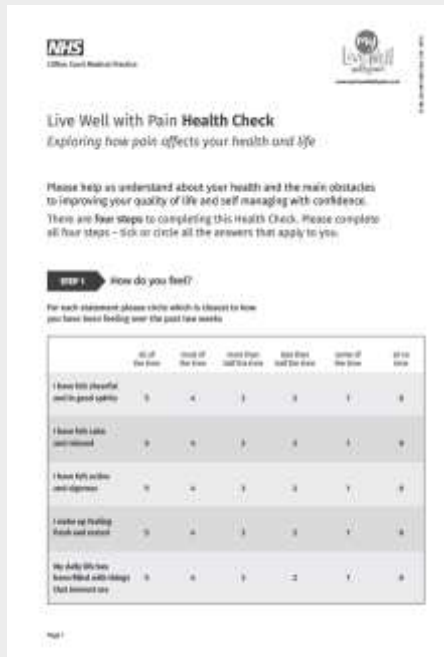 NHS
Clifton Court Medical Practice
my
Live Well
with pain
Live Well with Pain Health Check
Exploring how pain affects your health and life
Please help us understand about your health and the main obstacles
to improving your quality of life and self managing with confidence.
There are four steps to completing this Health Check. Please complete
all four steps – tick or circle all the answers that apply to you.
STEP 1 How do you feel?
For each statement please circle which is closest to how
you have been feeling over the past two weeks
all of the time most of the time more than half the time less than half the time some of the time at no time
I have felt cheerful
and in good spirits 5 4 3 2 1 0
I have felt calm
and relaxed 5 4 3 2 1 0
I have felt active
and vigorous 5 4 3 2 1 0
I woke up feeling
fresh and rested 5 4 3 2 1 0
My daily life has
been filled with things 5 4 3 2 1 0
that interest me
Page 1